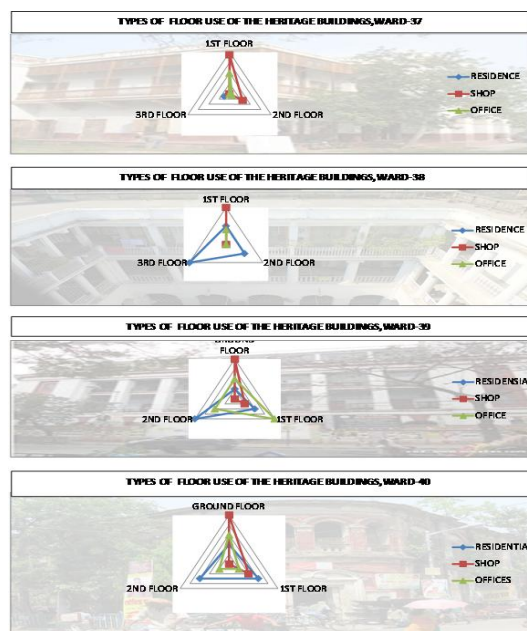 TYPES OF FLOOR USE OF THE HERITAGE BUILDINGS, WARD-37
1ST FLOOR
3RD FLOOR
2ND FLOOR
RESIDENCE
SHOP
OFFICE
TYPES OF FLOOR USE OF THE HERITAGE BUILDINGS, WARD-38
1ST FLOOR
3RD FLOOR
2ND FLOOR
RESIDENCE
SHOP
OFFICE
TYPES OF FLOOR USE OF THE HERITAGE BUILDINGS, WARD-39
GROUND
FLOOR
2ND FLOOR
1ST FLOOR
RESIDENSIA
SHOP
OFFICE
TYPES OF FLOOR USE OF THE HERITAGE BUILDINGS, WARD-40
GROUND FLOOR
2ND FLOOR
1ST FLOOR
RESIDENTIA
SHOP
OFFICES